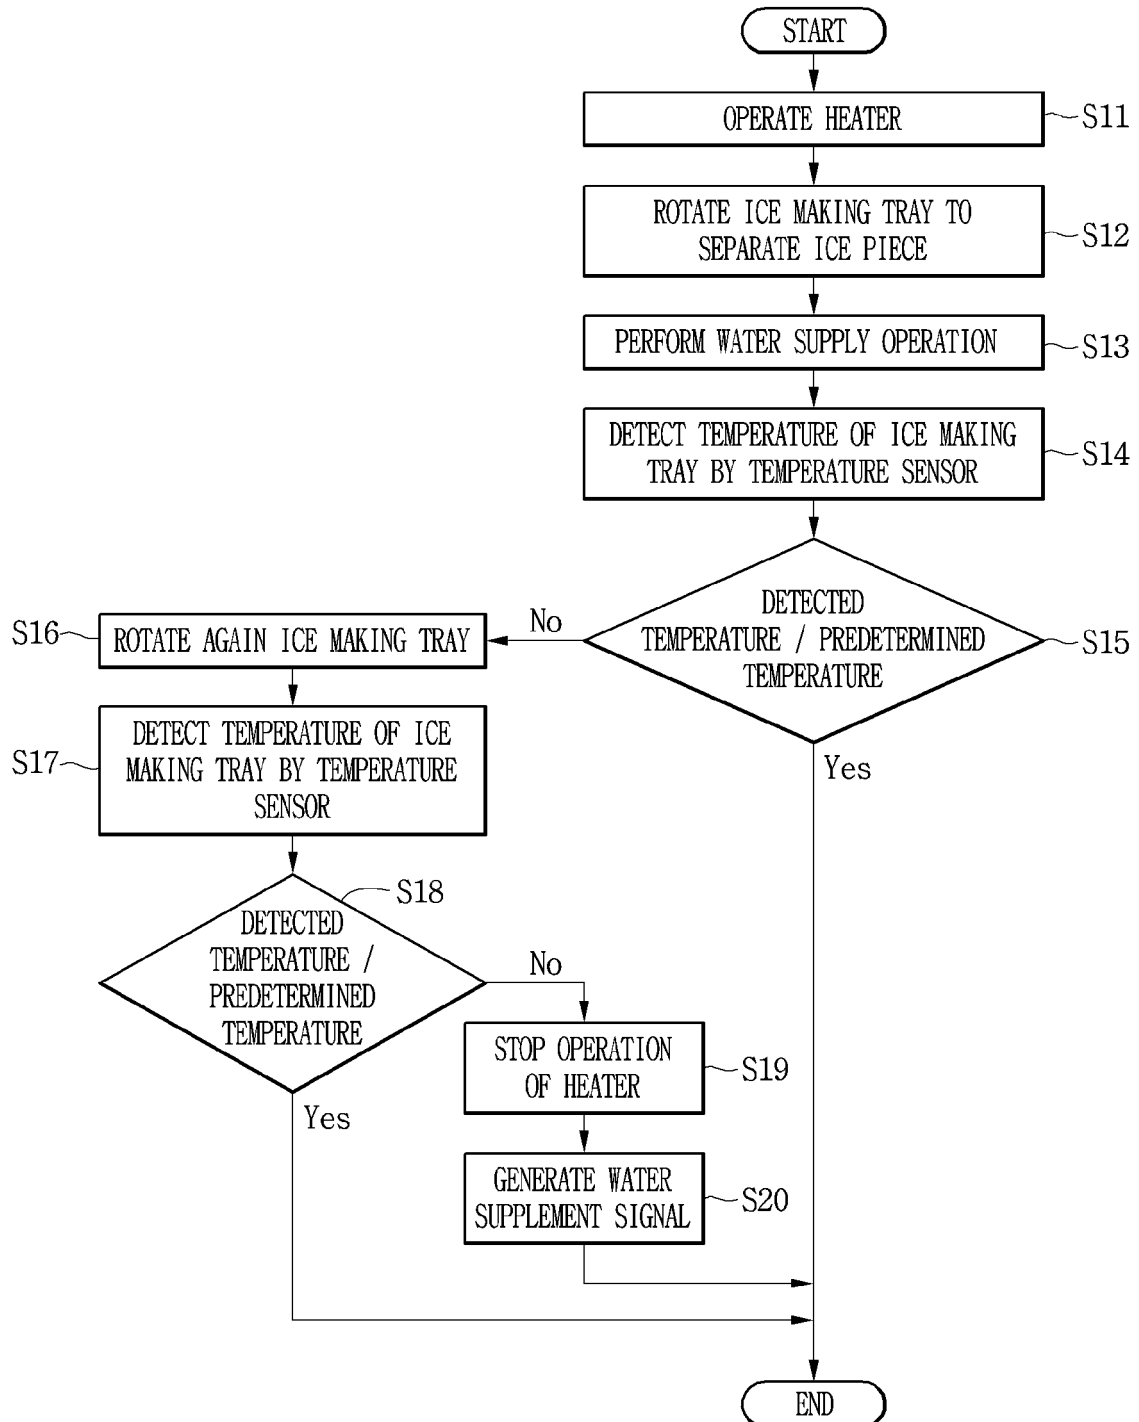 START
OPERATE HEATER
S11
ROTATE ICE MAKING TRAY TO
SEPARATE ICE PIECE
S12
PERFORM WATER SUPPLY OPERATION
S13
DETECT TEMPERATURE OF ICE MAKING
TRAY BY TEMPERATURE SENSOR
S14
DETECTED
TEMPERATURE / PREDETERMINED
TEMPERATURE
S15
No
Yes
S16
ROTATE AGAIN ICE MAKING TRAY
S17
DETECT TEMPERATURE OF ICE
MAKING TRAY BY TEMPERATURE
SENSOR
S18
DETECTED
TEMPERATURE /
PREDETERMINED
TEMPERATURE
No
Yes
STOP OPERATION
OF HEATER
S19
GENERATE WATER
SUPPLEMENT SIGNAL
S20
END